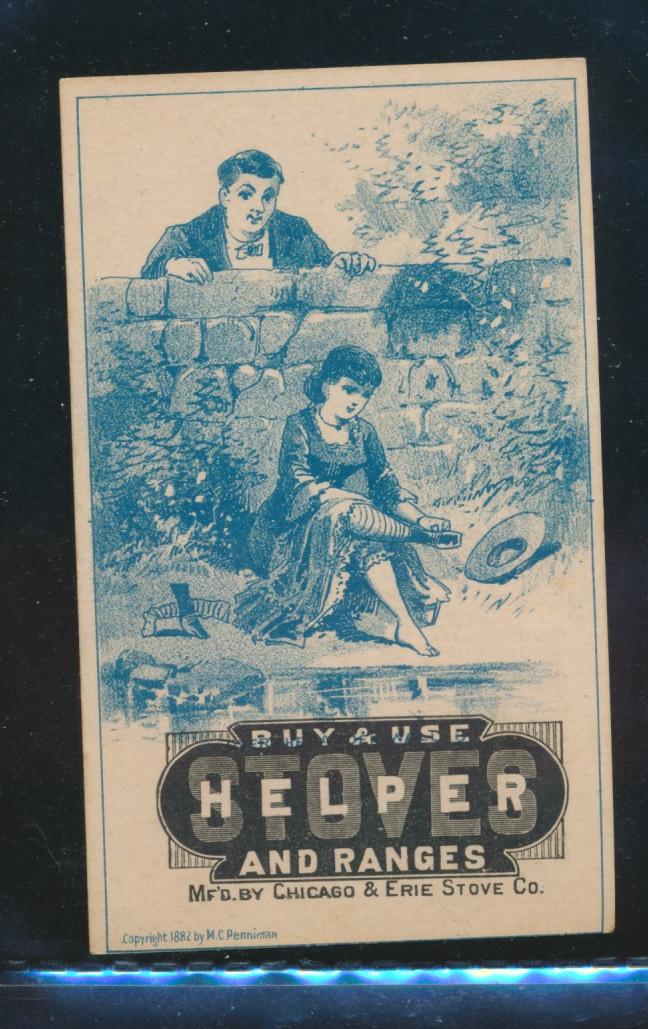 BUY & USE
HELPER
STOVES
AND RANGES
MF'D. BY CHICAGO & ERIE STOVE CO.
Copyright 1882 by M.C. Penniman